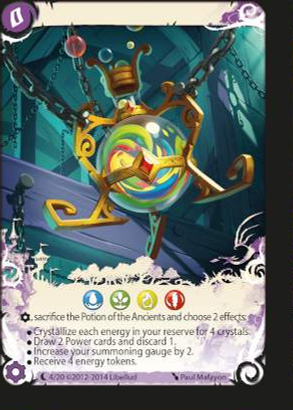 0
, sacrifice the Potion of the Ancients and choose 2 effects:
• Crystallize each energy in your reserve for 4 crystals.
• Draw 2 Power cards and discard 1.
• Increase your summoning gauge by 2.
• Receive 4 energy tokens.
4/20 ©2012-2014 Libellud Paul Mafayon